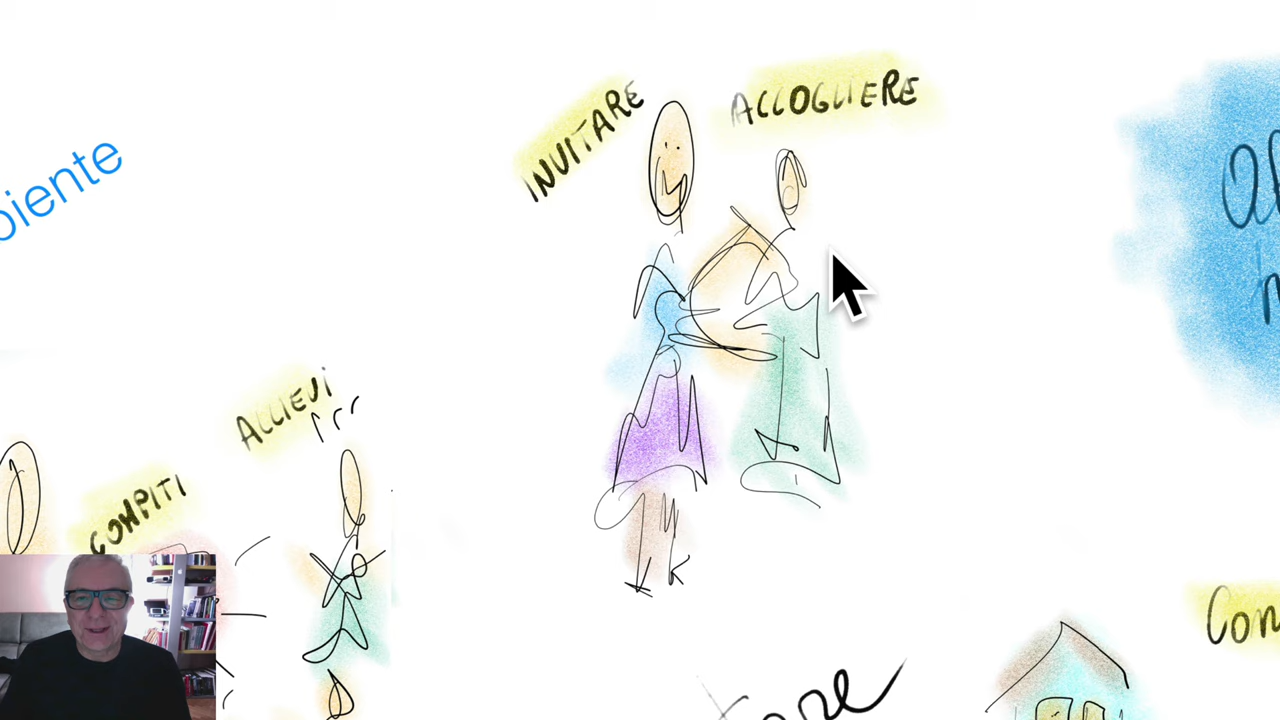 INVITARE
ACCOGLIERE
biente
ALLIEVI
COMPITI
Con